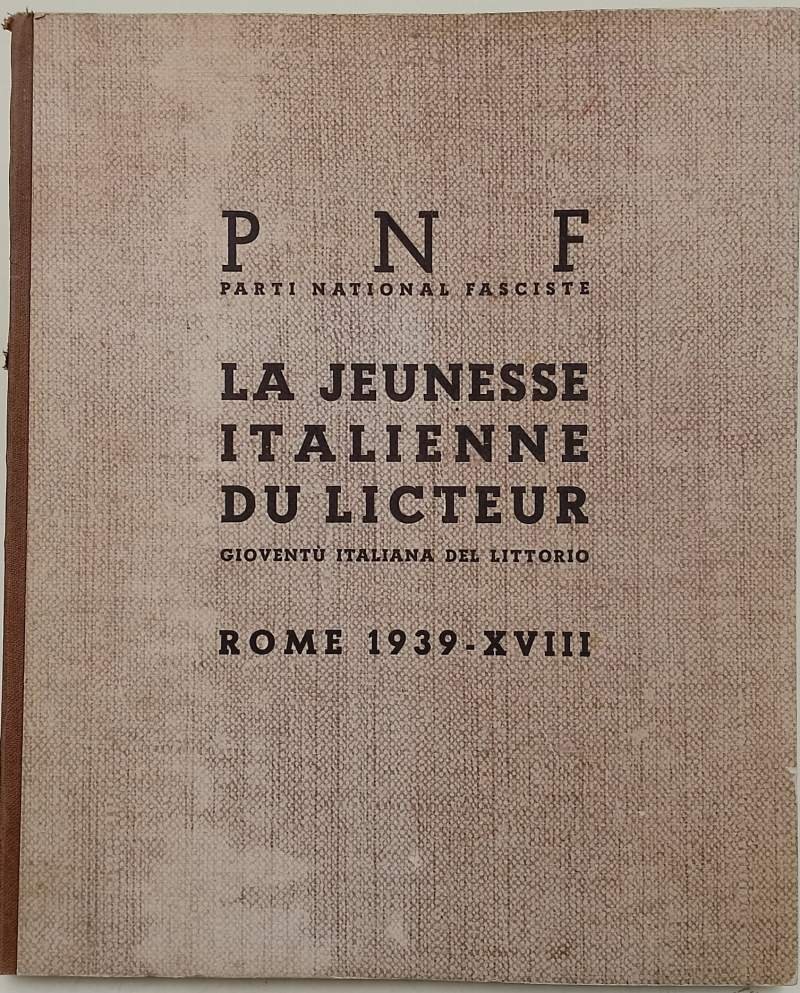 P N F
PARTI NATIONAL FASCISTE
LA JEUNESSE
ITALIENNE
DU LICTEUR
GIOVENTÙ ITALIANA DEL LITTORIO
ROME 1939-XVIII